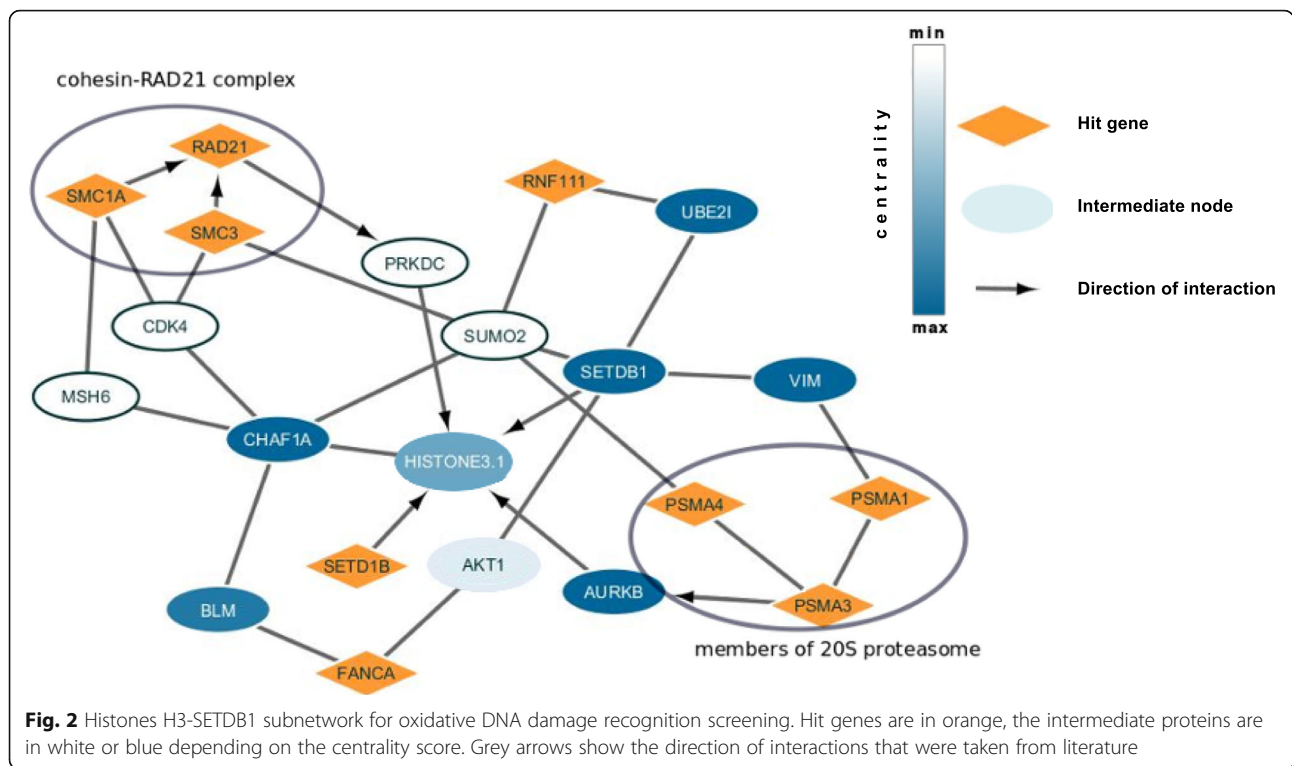 min
cohesin-RAD21 complex
centrality
Hit gene
RAD21
RNF111
SMC1A
UBE2I
Intermediate node
SMC3
PRKDC
Direction of interaction
CDK4
SUMO2
max
SETDB1
VIM
MSH6
CHAF1A
HISTONE3.1
PSMA4
PSMA1
SETD1B
AKT1
AURKB
BLM
PSMA3
members of 20S proteasome
FANCA
Fig. 2 Histones H3-SETDB1 subnetwork for oxidative DNA damage recognition screening. Hit genes are in orange, the intermediate proteins are
in white or blue depending on the centrality score. Grey arrows show the direction of interactions that were taken from literature